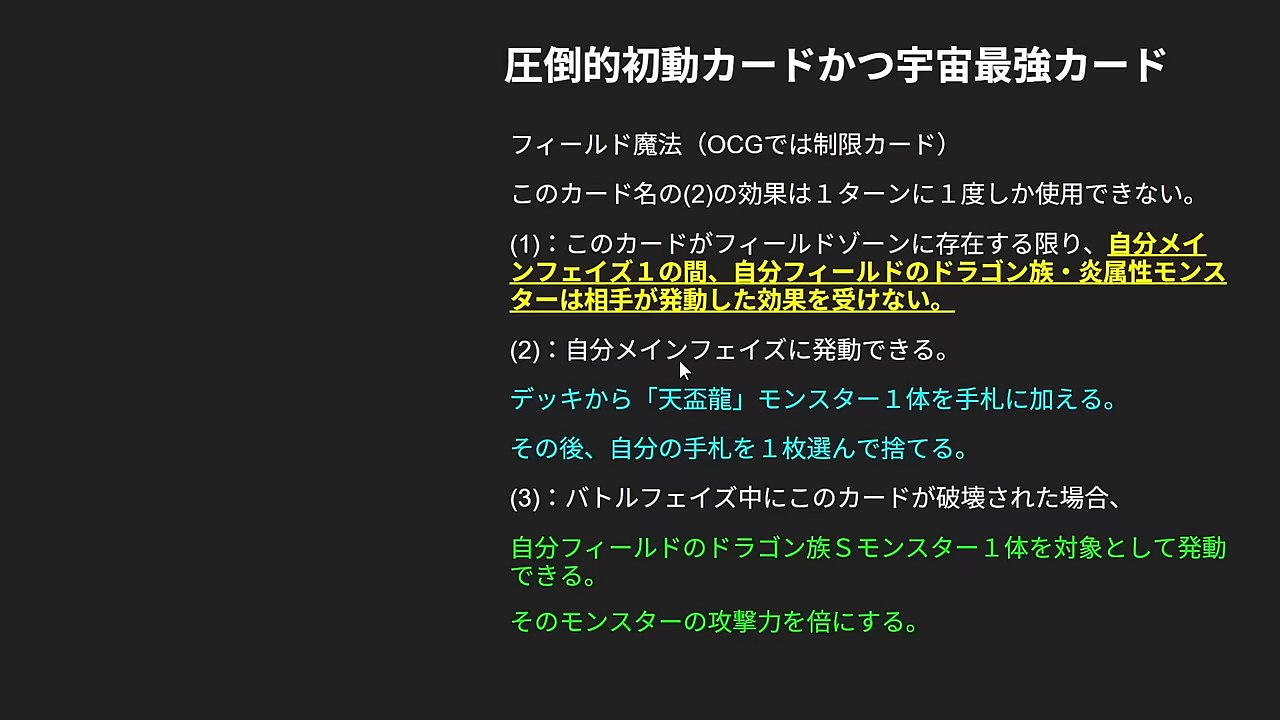 圧倒的初動カードかつ宇宙最強カード
フィールド魔法（OCGでは制限カード）
このカード名の(2)の効果は１ターンに１度しか使用できない。
(1)：このカードがフィールドゾーンに存在する限り、自分メイ
ンフェイズ１の間、自分フィールドのドラゴン族・炎属性モンス
ターは相手が発動した効果を受けない。
(2)：自分メインフェイズに発動できる。
デッキから「天盃龍」モンスター１体を手札に加える。
その後、自分の手札を１枚選んで捨てる。
(3)：バトルフェイズ中にこのカードが破壊された場合、
自分フィールドのドラゴン族Ｓモンスター１体を対象として発動
できる。
そのモンスターの攻撃力を倍にする。